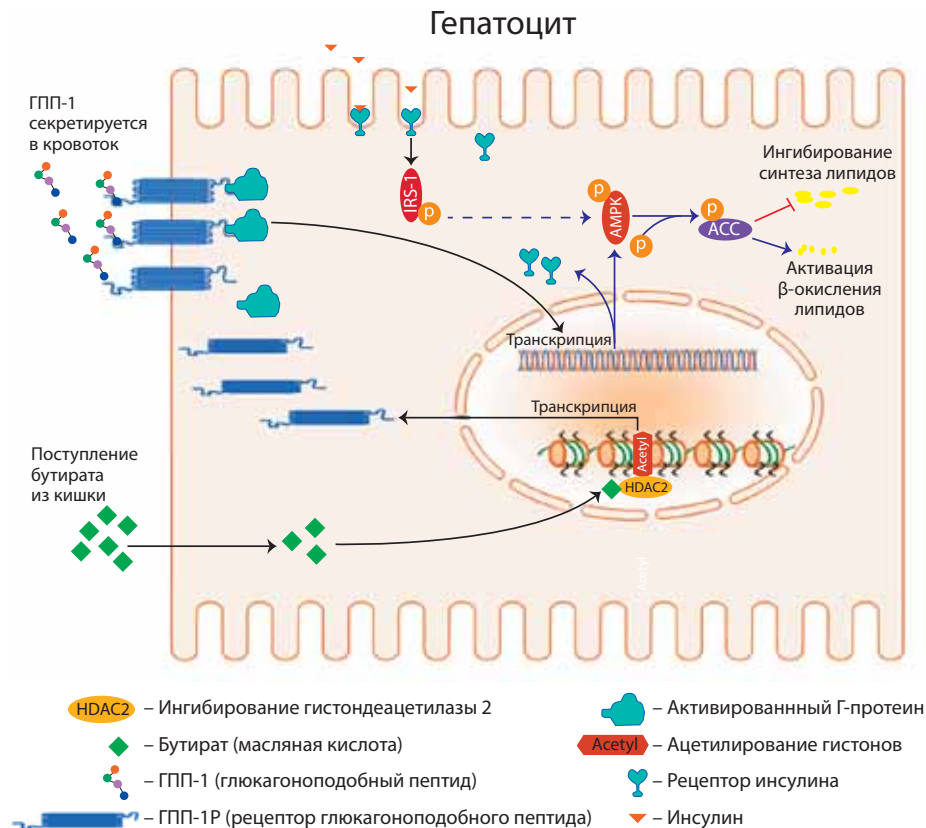 Гепатоцит
ГПП-1
секретируется
в кровоток
IRS-1
P
P
AMPK
P
P
ACC
Ингибирование
синтеза липидов
Активация
β-окисления
липидов
Транскрипция
Транскрипция
Acetyl
HDAC2
Поступление
бутирата
из кишки
Acetyl
HDAC2 – Ингибирование гистондеацетилазы 2
– Бутират (масляная кислота)
– ГПП-1 (глюкагоноподобный пептид)
– ГПП-1Р (рецептор глюкагоноподобного пептида)
– Активированнный Г-протеин
Acetyl – Ацетилирование гистонов
– Рецептор инсулина
– Инсулин